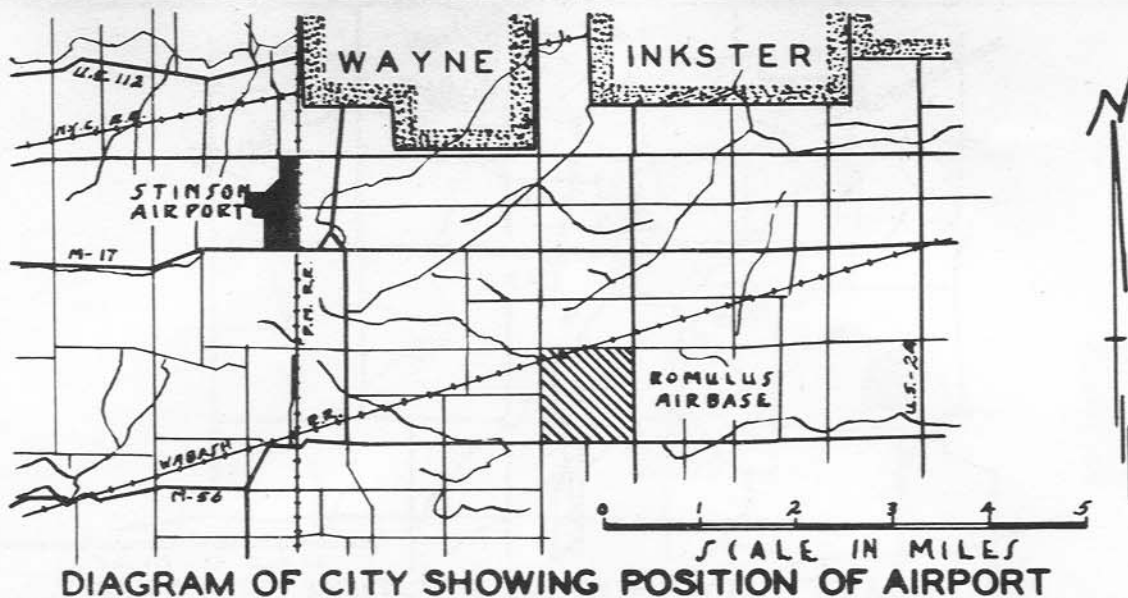 WAYNE
INKSTER
U.S. 112
N.Y.C. R.R.
STINSON
AIRPORT
M-17
P.M. R.R.
ROMULUS
AIRBASE
U.S.-24
WABASH R.R.
M-56
0 1 2 3 4 5
SCALE IN MILES
DIAGRAM OF CITY SHOWING POSITION OF AIRPORT
N